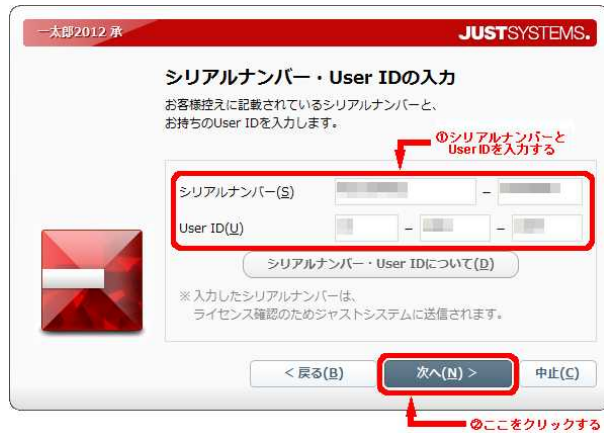 一太郎2012 承
JUSTSYSTEMS.
シリアルナンバー・User IDの入力
お客様控えに記載されているシリアルナンバーと、
お持ちのUser IDを入力します。
①シリアルナンバーと
User IDを入力する
シリアルナンバー(S)
–
User ID(U)
– –
シリアルナンバー・User IDについて(D)
※ 入力したシリアルナンバーは、
ライセンス確認のためジャストシステムに送信されます。
< 戻る(B)
次へ(N) >
中止(C)
②ここをクリックする